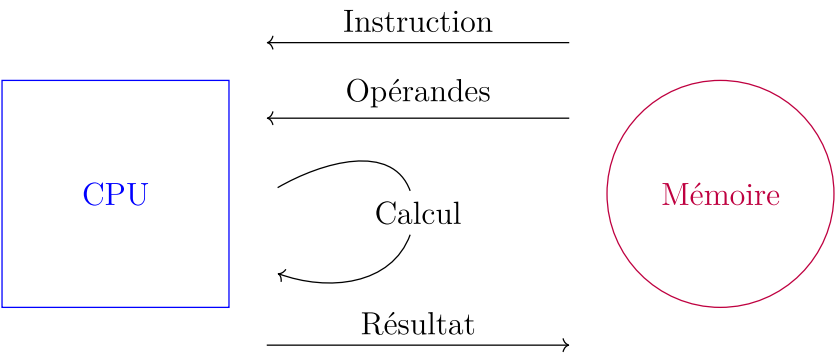 Instruction
Opérandes
CPU
Mémoire
Calcul
Résultat